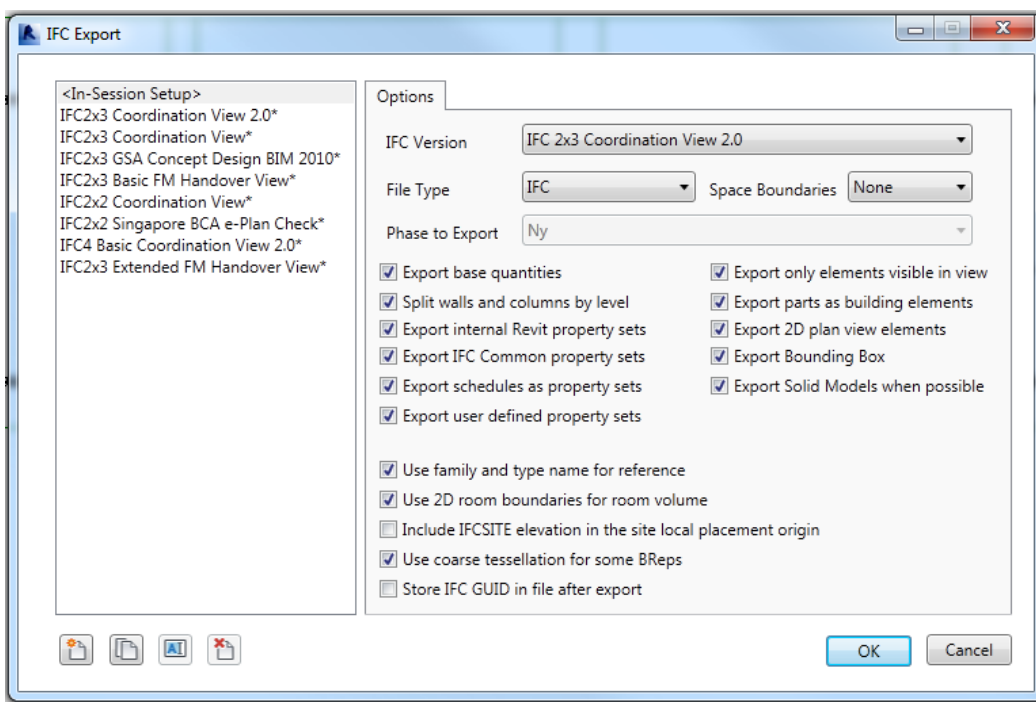 IFC Export
<In-Session Setup>
IFC2x3 Coordination View 2.0*
IFC2x3 Coordination View*
IFC2x3 GSA Concept Design BIM 2010*
IFC2x3 Basic FM Handover View*
IFC2x2 Coordination View*
IFC2x2 Singapore BCA e-Plan Check*
IFC4 Basic Coordination View 2.0*
IFC2x3 Extended FM Handover View*
Options
IFC Version IFC 2x3 Coordination View 2.0
File Type IFC Space Boundaries None
Phase to Export Ny
Export base quantities Export only elements visible in view
Split walls and columns by level Export parts as building elements
Export internal Revit property sets Export 2D plan view elements
Export IFC Common property sets Export Bounding Box
Export schedules as property sets Export Solid Models when possible
Export user defined property sets
Use family and type name for reference
Use 2D room boundaries for room volume
Include IFCSITE elevation in the site local placement origin
Use coarse tessellation for some BReps
Store IFC GUID in file after export
OK Cancel